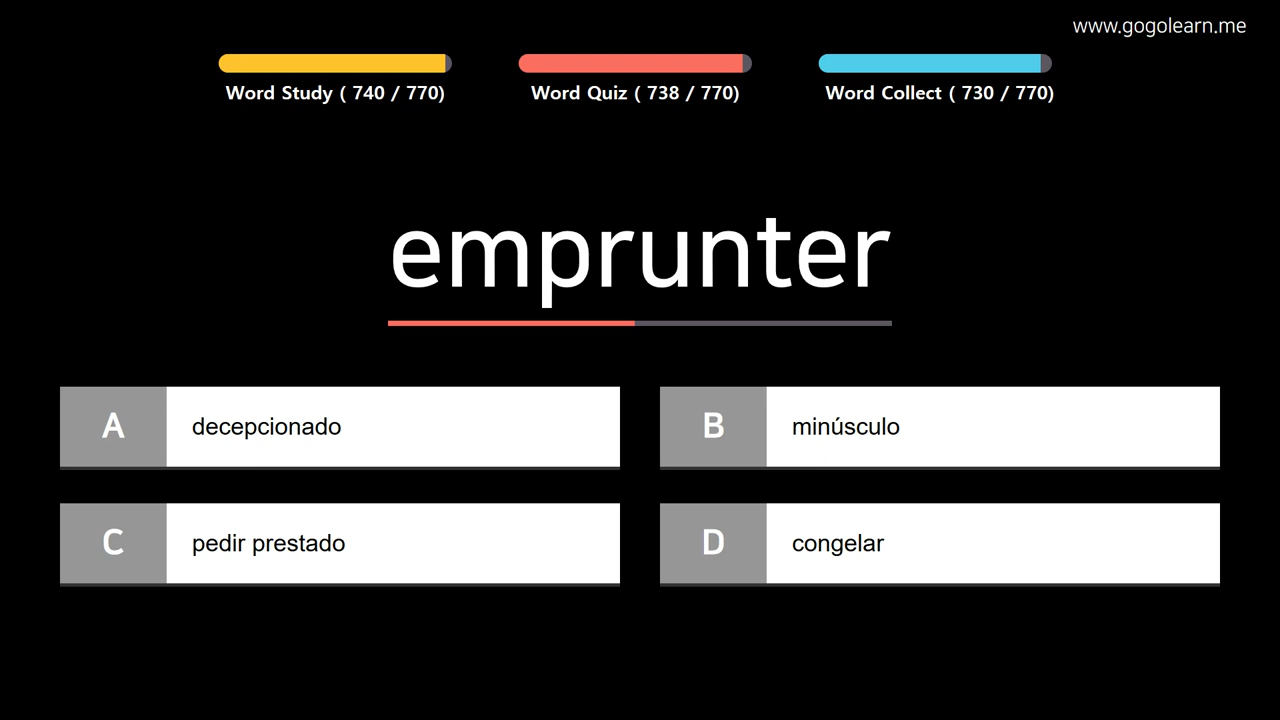 www.gogolearn.me
Word Study ( 740 / 770)
Word Quiz ( 738 / 770)
Word Collect ( 730 / 770)
emprunter
A
decepcionado
B
minúsculo
C
pedir prestado
D
congelar